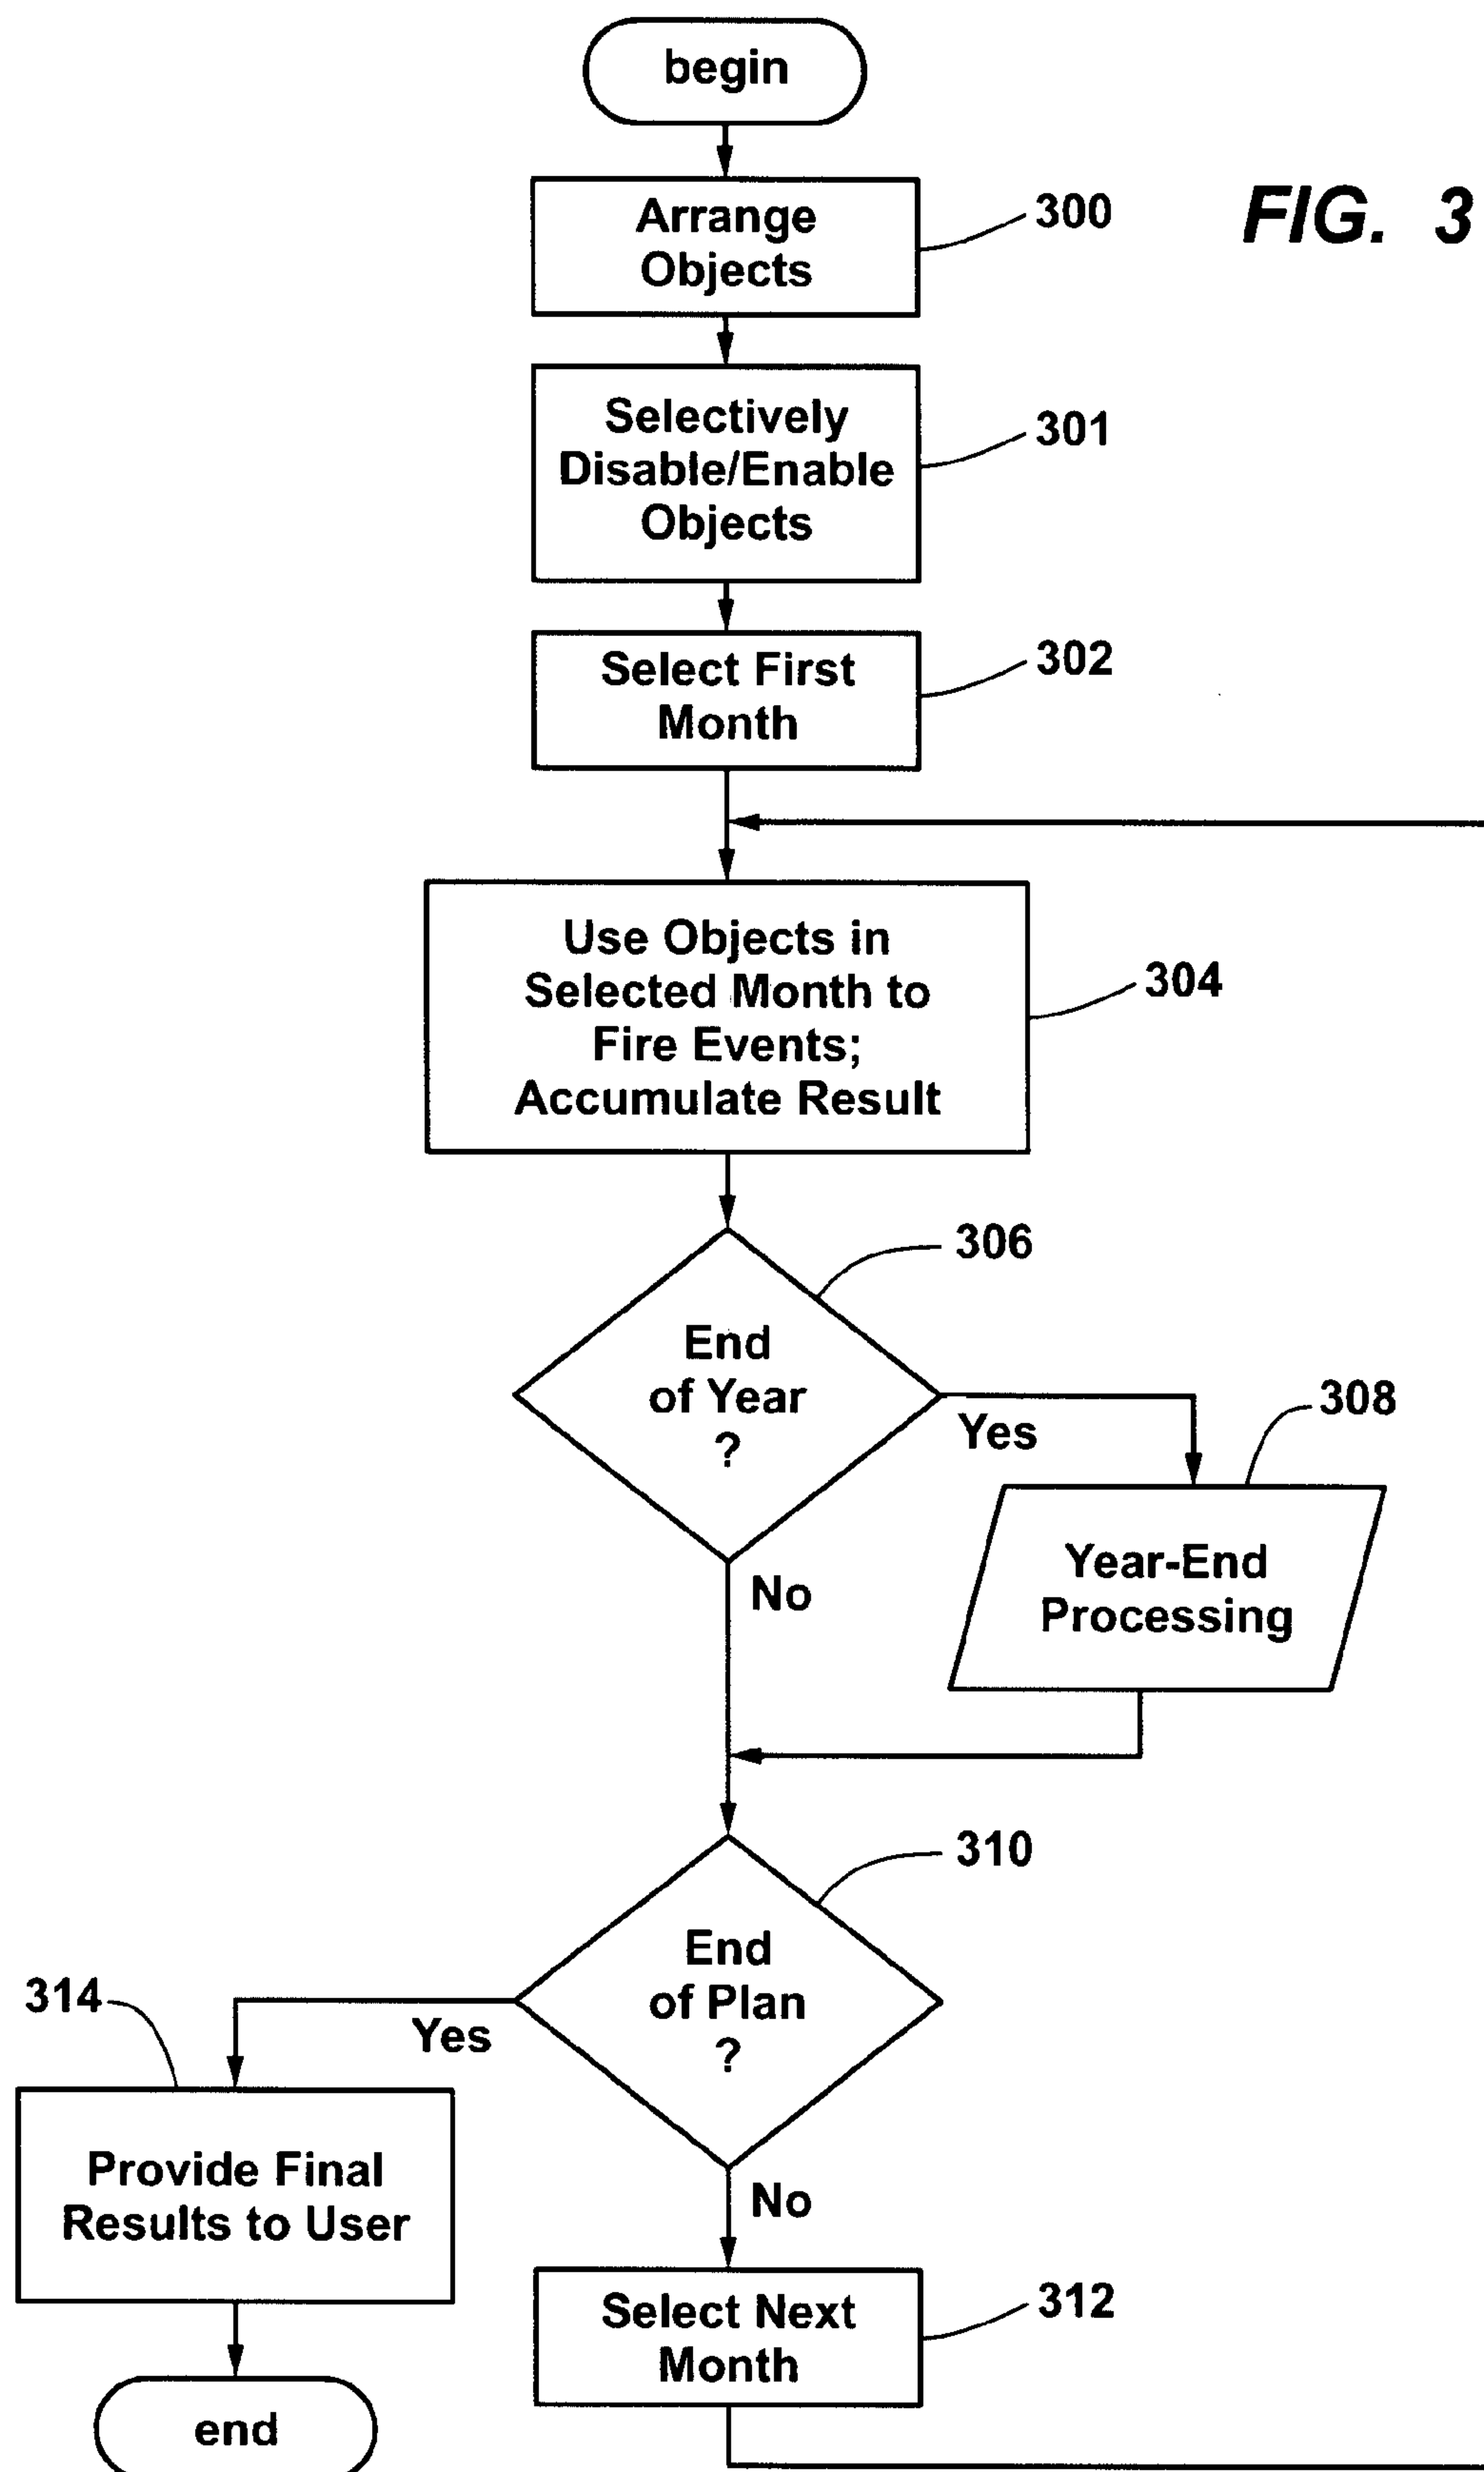 begin
FIG. 3
Arrange
Objects
300
Selectively
Disable/Enable
Objects
301
Select First
Month
302
Use Objects in
Selected Month to
Fire Events;
Accumulate Result
304
306
End
of Year
?
Yes
308
No
Year-End
Processing
310
End
of Plan
?
314
Yes
Provide Final
Results to User
No
Select Next
Month
312
end